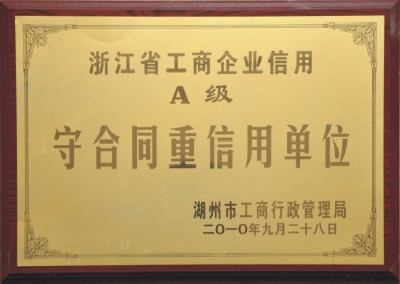 浙江省工商企业信用
A级
守合同重信用单位
湖州市工商行政管理局
二〇一〇年九月二十八日